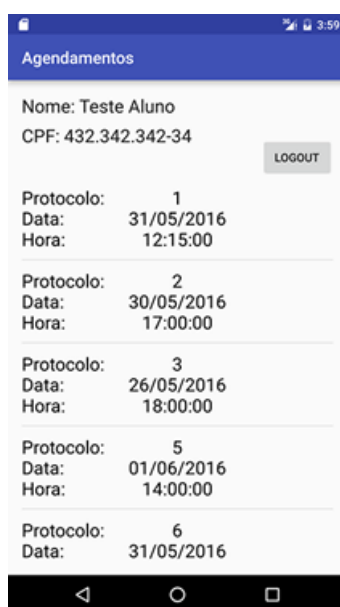 3:59
Agendamentos
Nome: Teste Aluno
CPF: 432.342.342-34
LOGOUT
Protocolo: 1
Data: 31/05/2016
Hora: 12:15:00
Protocolo: 2
Data: 30/05/2016
Hora: 17:00:00
Protocolo: 3
Data: 26/05/2016
Hora: 18:00:00
Protocolo: 5
Data: 01/06/2016
Hora: 14:00:00
Protocolo: 6
Data: 31/05/2016